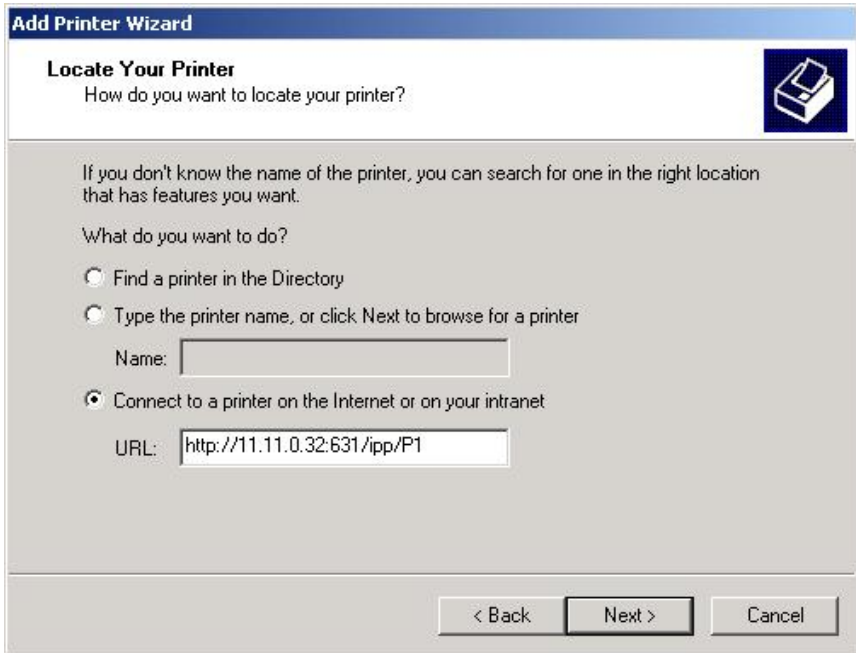 Add Printer Wizard
Locate Your Printer
How do you want to locate your printer?
If you don't know the name of the printer, you can search for one in the right location
that has features you want.
What do you want to do?
Find a printer in the Directory
Type the printer name, or click Next to browse for a printer
Name:
Connect to a printer on the Internet or on your intranet
URL: http://11.11.0.32:631/ipp/P1
< Back Next > Cancel